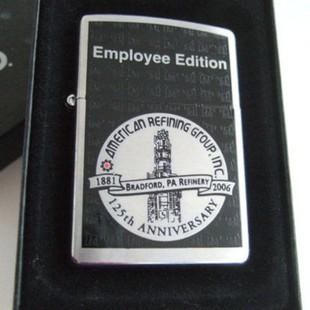 Employee Edition
AMERICAN REFINING GROUP, INC.
1881 BRADFORD, PA REFINERY 2006
125th ANNIVERSARY